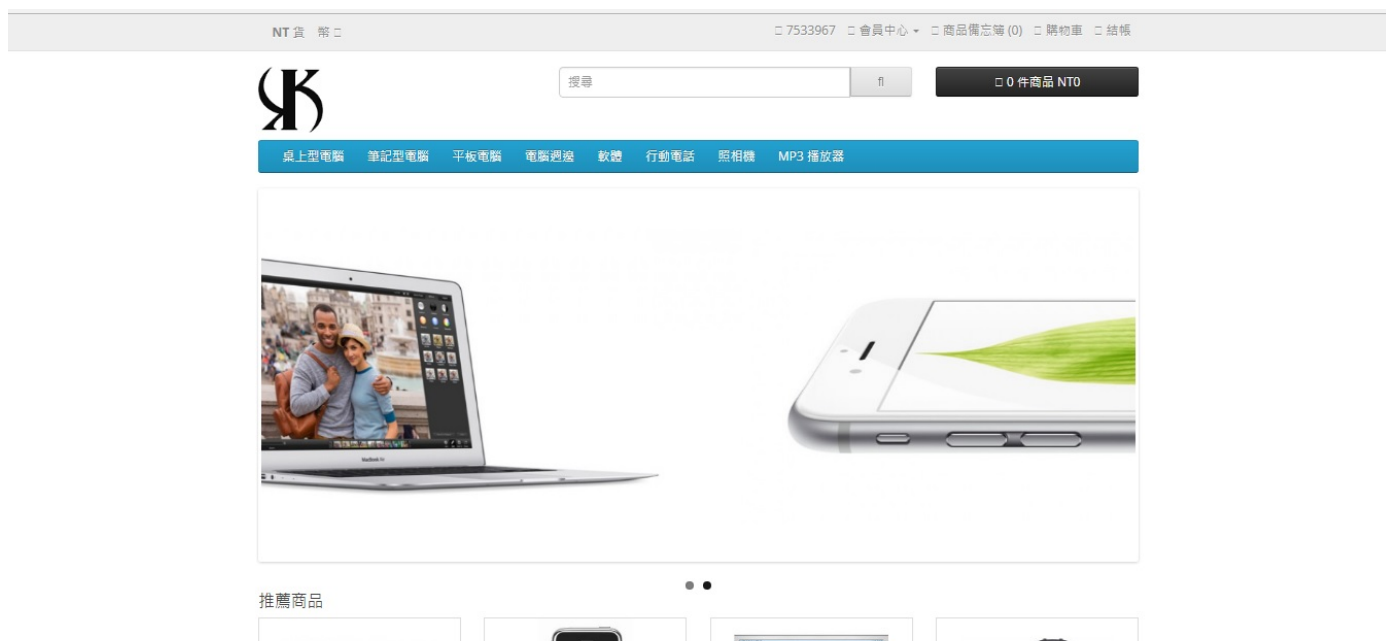 NT 貨 幣
7533967 會員中心 商品備忘簿 (0) 購物車 結帳
搜尋
0 件商品 NT0
桌上型電腦 筆記型電腦 平板電腦 電腦週邊 軟體 行動電話 照相機 MP3 播放器
MacBook Air
推薦商品